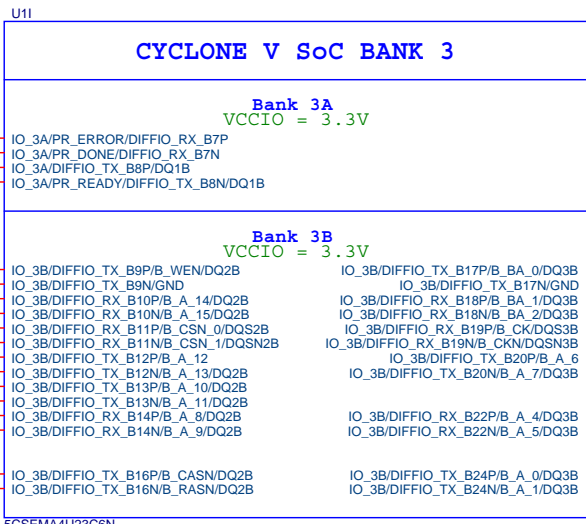 U1I
CYCLONE V SoC BANK 3
Bank 3A
VCCIO = 3.3V
IO_3A/PR_ERROR/DIFFIO_RX_B7P
IO_3A/PR_DONE/DIFFIO_RX_B7N
IO_3A/DIFFIO_TX_B8P/DQ1B
IO_3A/PR_READY/DIFFIO_TX_B8N/DQ1B
Bank 3B
VCCIO = 3.3V
IO_3B/DIFFIO_TX_B9P/B_WEN/DQ2B IO_3B/DIFFIO_TX_B17P/B_BA_0/DQ3B
IO_3B/DIFFIO_TX_B9N/GND IO_3B/DIFFIO_TX_B17N/GND
IO_3B/DIFFIO_RX_B10P/B_A_14/DQ2B IO_3B/DIFFIO_RX_B18P/B_BA_1/DQ3B
IO_3B/DIFFIO_RX_B10N/B_A_15/DQ2B IO_3B/DIFFIO_RX_B18N/B_BA_2/DQ3B
IO_3B/DIFFIO_RX_B11P/B_CSN_0/DQS2B IO_3B/DIFFIO_RX_B19P/B_CK/DQS3B
IO_3B/DIFFIO_RX_B11N/B_CSN_1/DQSN2B IO_3B/DIFFIO_RX_B19N/B_CKN/DQSN3B
IO_3B/DIFFIO_TX_B12P/B_A_12 IO_3B/DIFFIO_TX_B20P/B_A_6
IO_3B/DIFFIO_TX_B12N/B_A_13/DQ2B IO_3B/DIFFIO_TX_B20N/B_A_7/DQ3B
IO_3B/DIFFIO_TX_B13P/B_A_10/DQ2B
IO_3B/DIFFIO_TX_B13N/B_A_11/DQ2B
IO_3B/DIFFIO_RX_B14P/B_A_8/DQ2B IO_3B/DIFFIO_RX_B22P/B_A_4/DQ3B
IO_3B/DIFFIO_RX_B14N/B_A_9/DQ2B IO_3B/DIFFIO_RX_B22N/B_A_5/DQ3B
IO_3B/DIFFIO_TX_B16P/B_CASN/DQ2B IO_3B/DIFFIO_TX_B24P/B_A_0/DQ3B
IO_3B/DIFFIO_TX_B16N/B_RASN/DQ2B IO_3B/DIFFIO_TX_B24N/B_A_1/DQ3B
5CSEMA4U23C6N